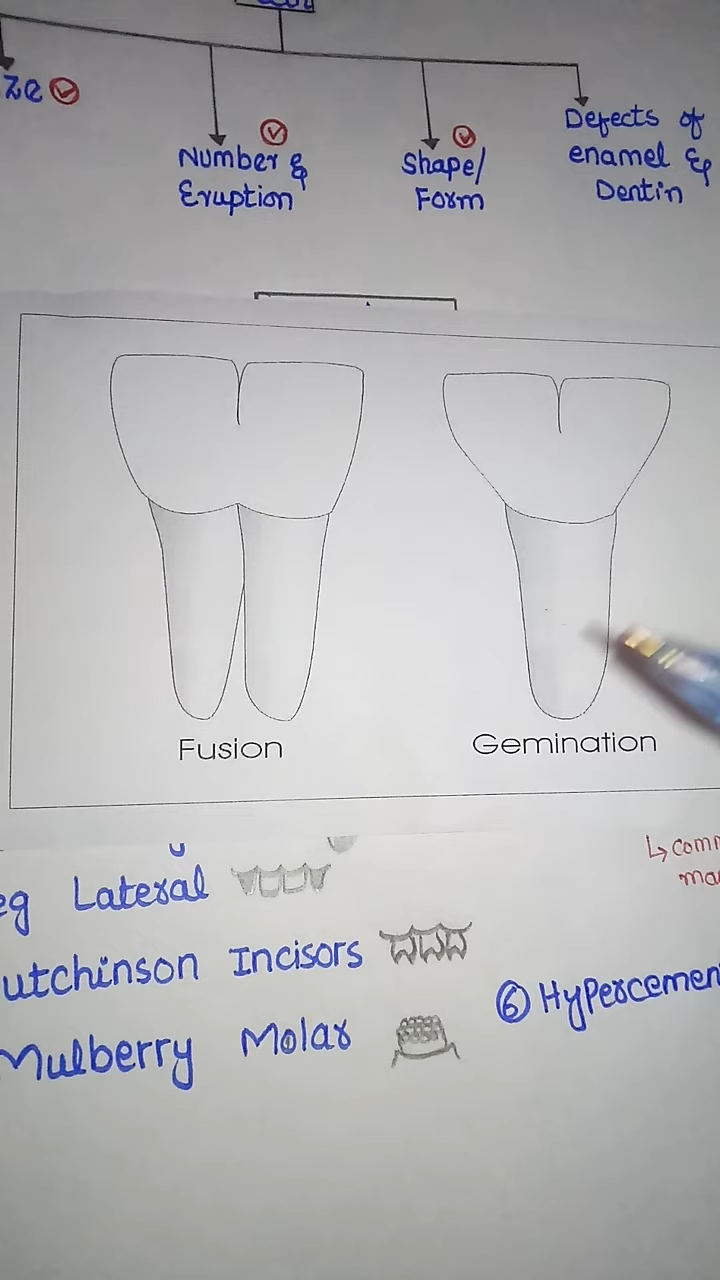 ze
Number &
Eruption
Shape/
Form
Defects of
enamel &
Dentin
Fusion
Gemination
eg Lateral
utchinson Incisors
Mulberry Molar
↳ comm
ma
⑥ Hypercemen